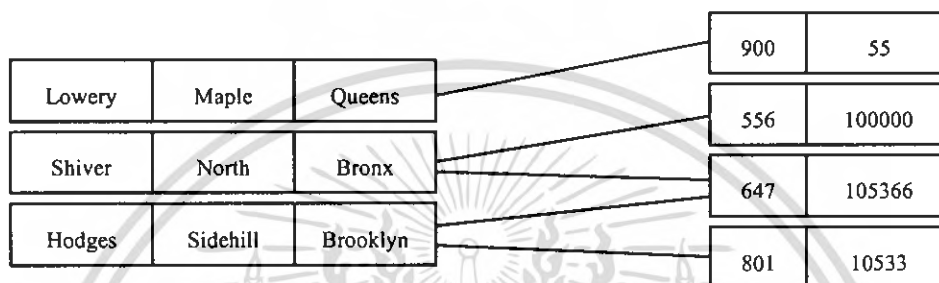 900 55
Lowery Maple Queens
556 100000
Shiver North Bronx
647 105366
Hodges Sidehill Brooklyn
801 10533